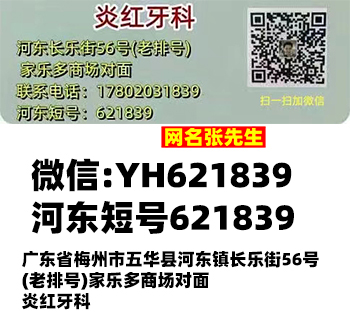 炎红牙科
河东长乐街56号(老排号)
家乐多商场对面
联系电话：17802031839
河东短号：621839
扫一扫加微信
网名张先生
微信:YH621839
河东短号621839
广东省梅州市五华县河东镇长乐街56号
(老排号)家乐多商场对面
炎红牙科